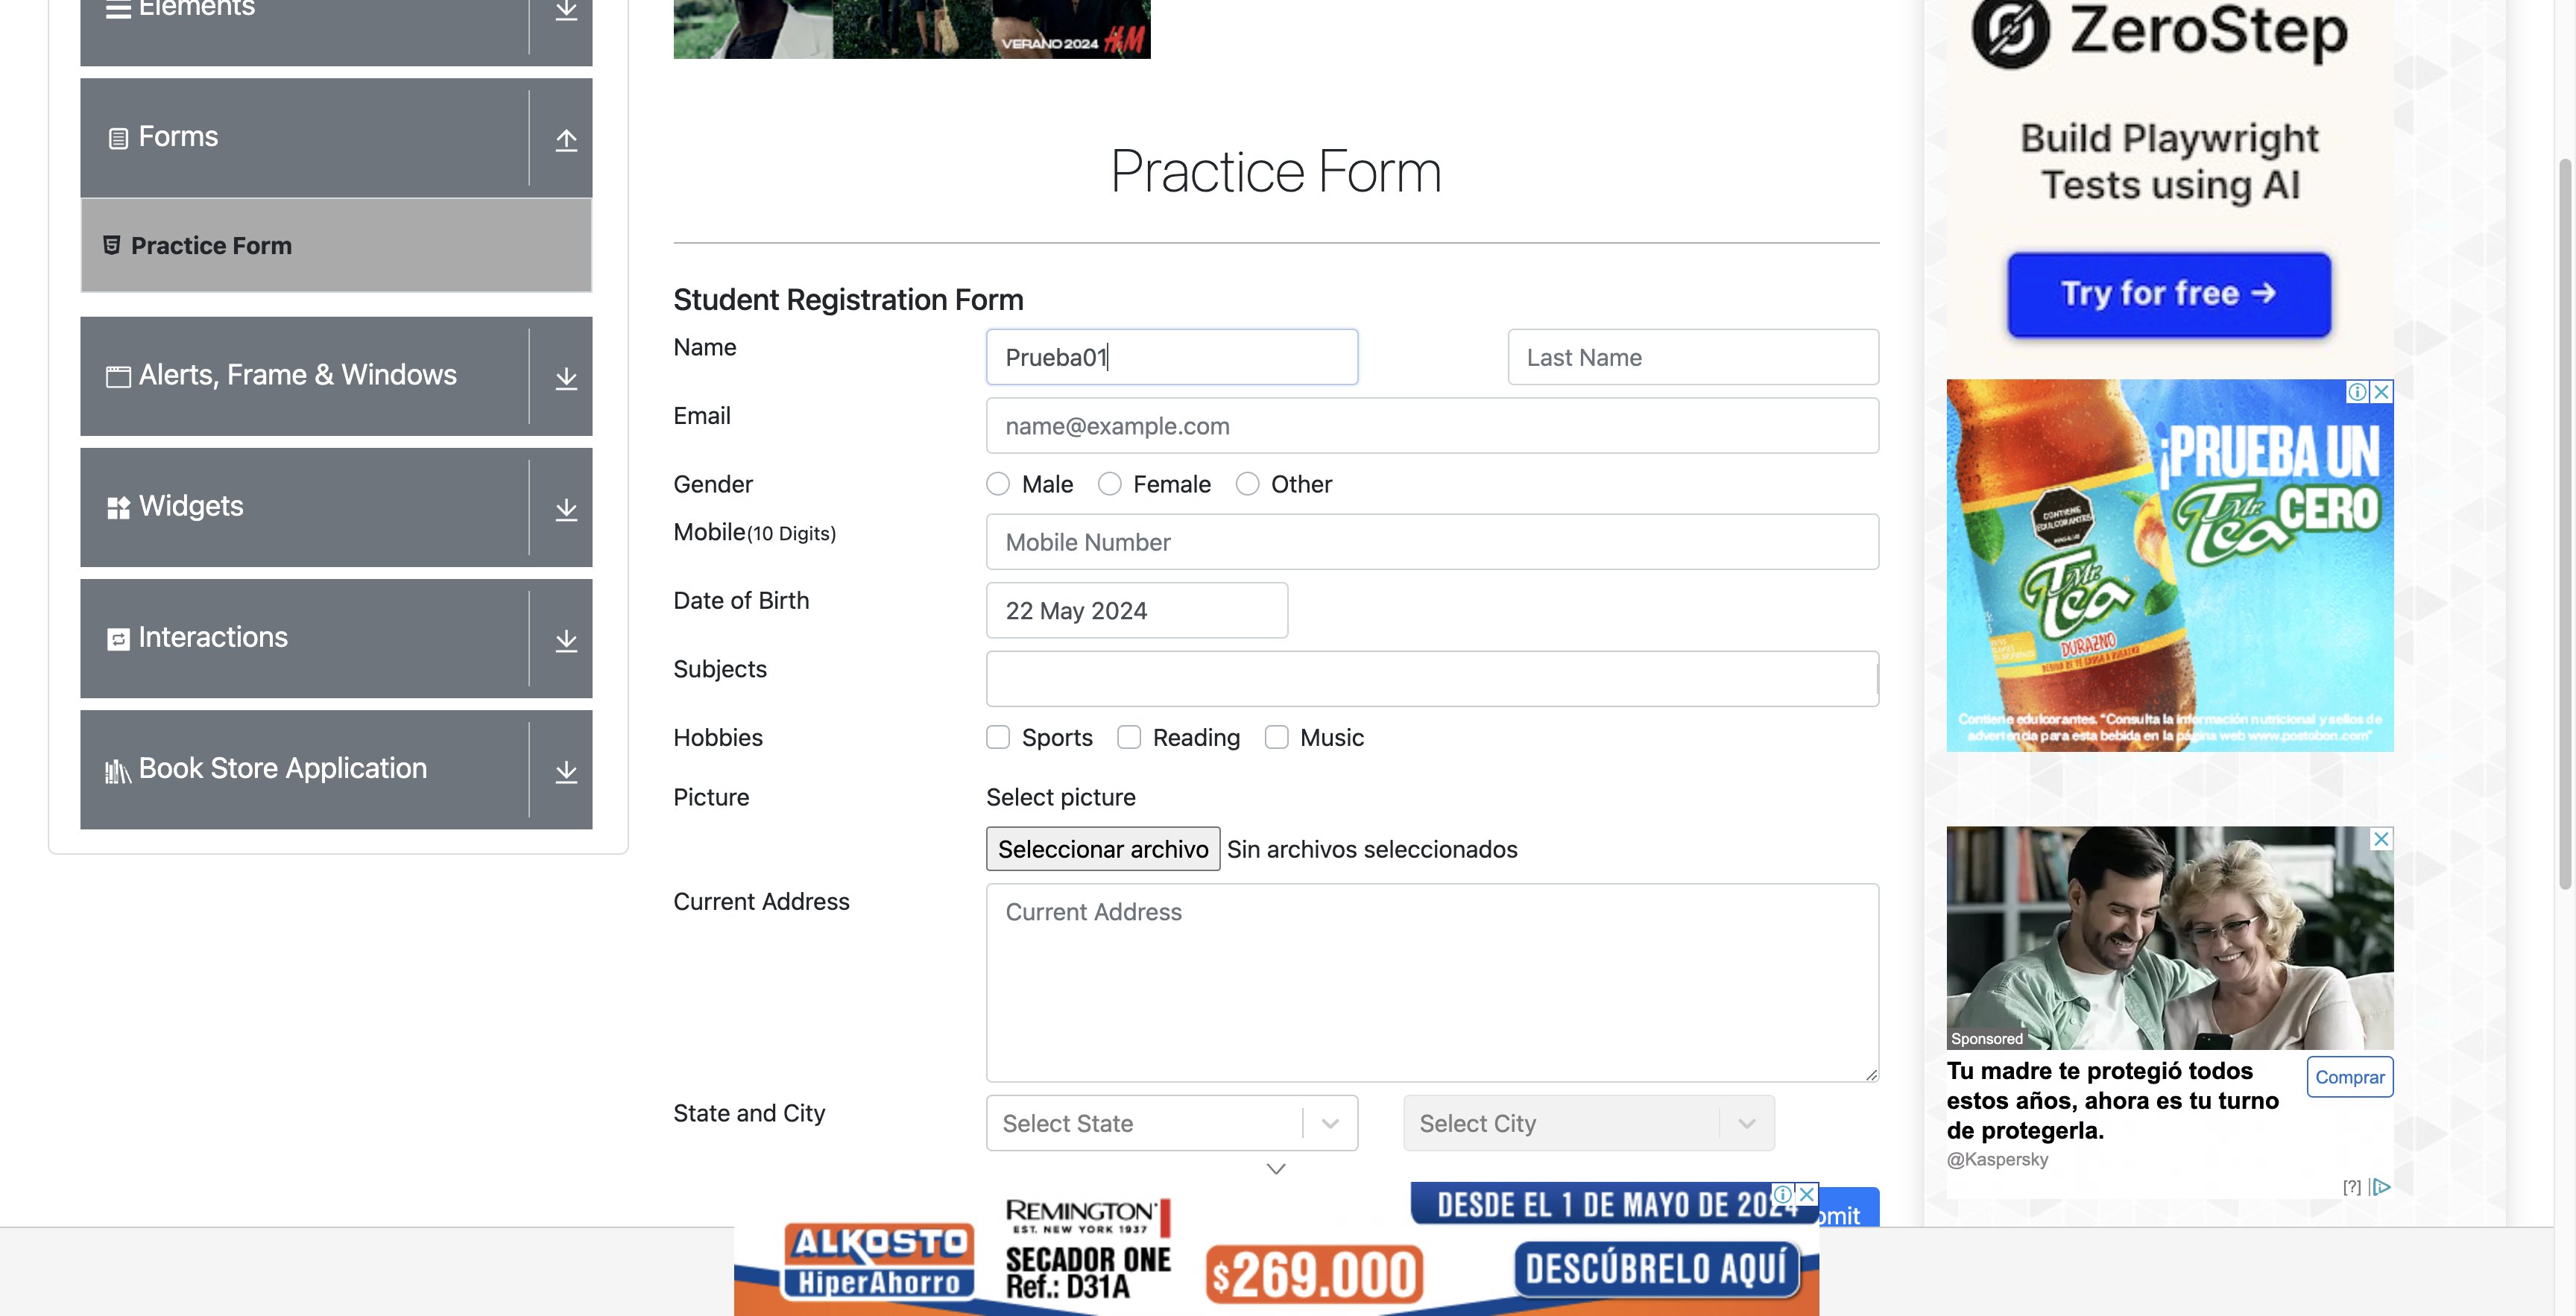 Elements
Forms
Practice Form
Alerts, Frame & Windows
Widgets
Interactions
Book Store Application
VERANO 2024 H&M
Practice Form
Student Registration Form
Name
Prueba01
Last Name
Email
name@example.com
Gender
Male
Female
Other
Mobile(10 Digits)
Mobile Number
Date of Birth
22 May 2024
Subjects
Hobbies
Sports
Reading
Music
Picture
Select picture
Seleccionar archivo Sin archivos seleccionados
Current Address
Current Address
State and City
Select State
Select City
ALKOSTO
HiperAhorro
REMINGTON
EST. NEW YORK 1937
SECADOR ONE
Ref.: D31A
$269.000
DESDE EL 1 DE MAYO DE 2024
DESCÚBRELO AQUÍ
omit
ZeroStep
Build Playwright
Tests using AI
Try for free →
¡PRUEBA UN
Mr. Tea CERO
CONTIENE
EDULCORANTES
Mr. Tea
DURAZNO
Contiene edulcorantes. "Consulta la información nutricional y sellos de
advertencia para esta bebida en la página web www.postobon.com"
Sponsored
Tu madre te protegió todos
estos años, ahora es tu turno
de protegerla.
Comprar
@Kaspersky
[?]